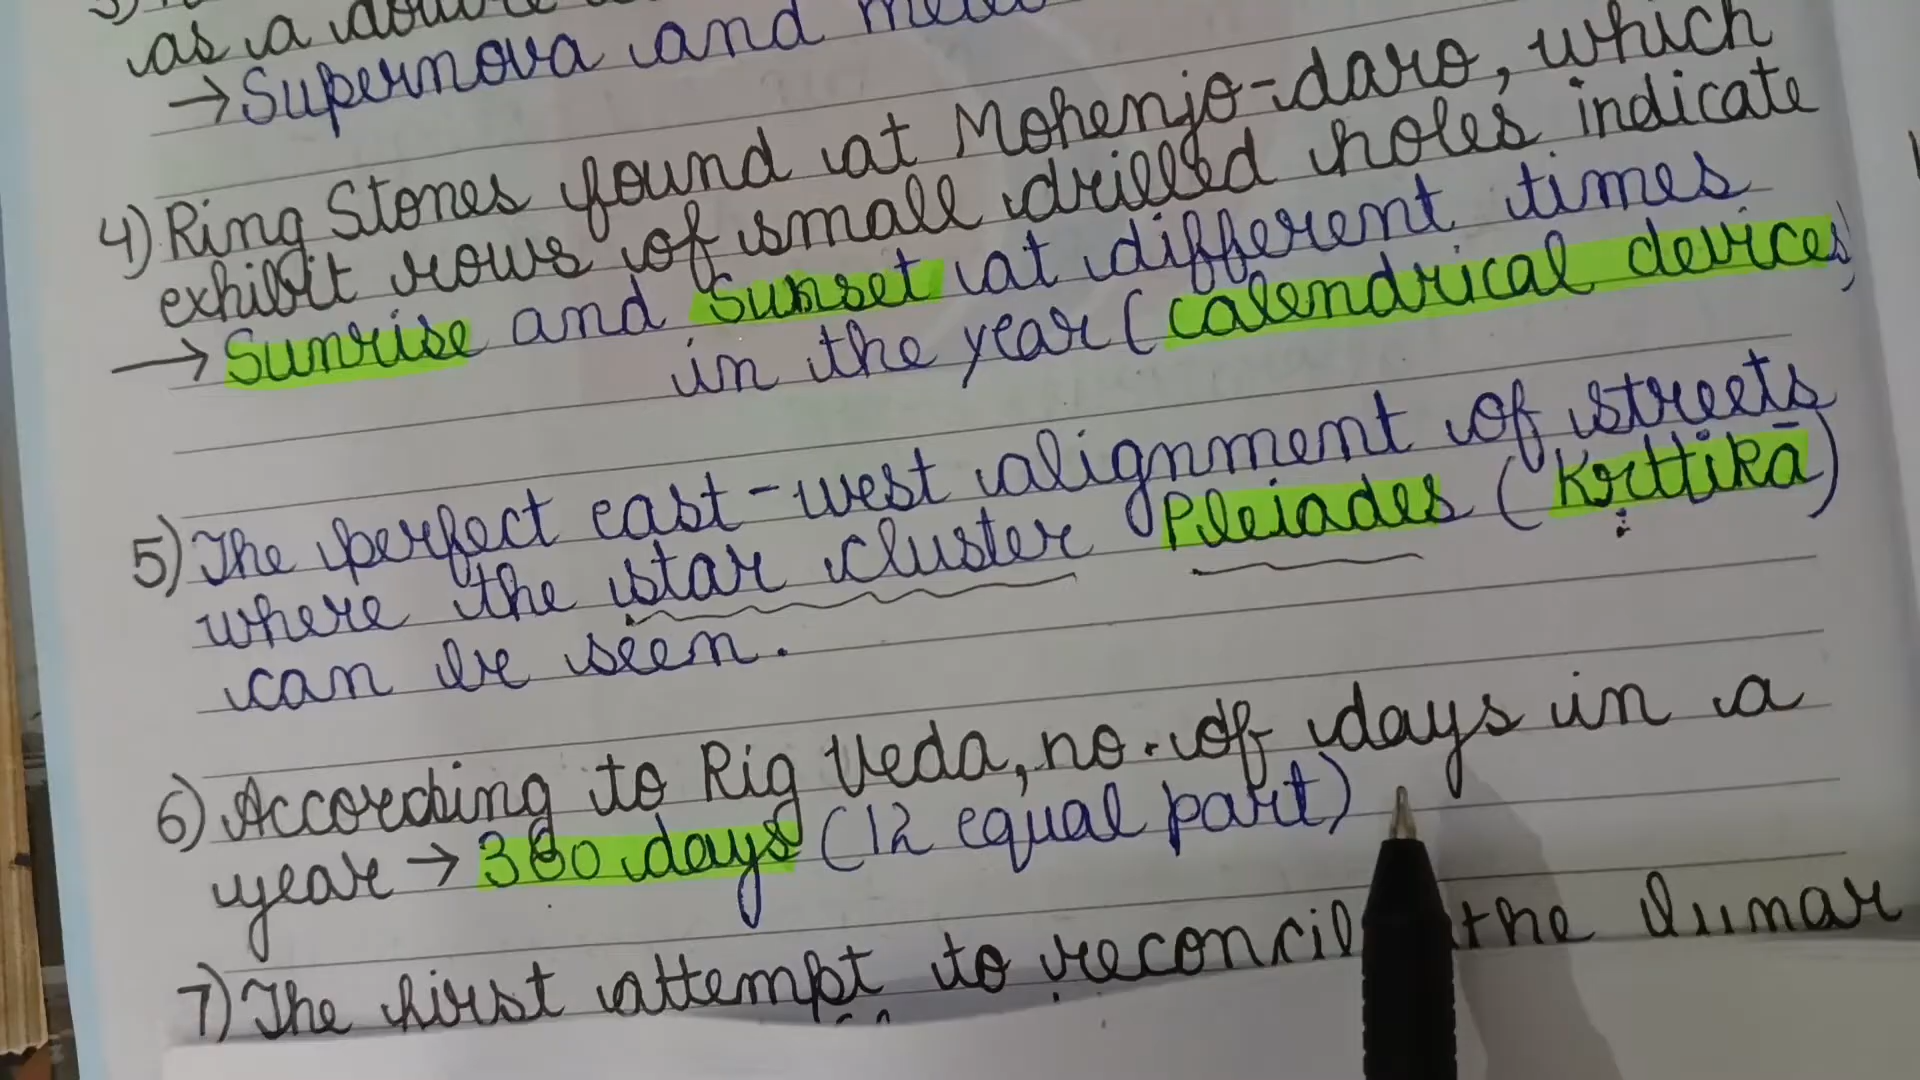 as a
→ Supernova and
4) Ring Stones found at Mohenjo-daro, which
exhibit rows of small drilled holes indicate
→ Sunrise and Sunset at different times
in the year (calendrical devices)
5) The perfect east-west alignment of streets
where the star cluster Pleiades (Kṛttikā)
can be seen.
6) According to Rig Veda, no. of days in a
year → 360 days (12 equal part)
7) The first attempt to reconcil the lunar